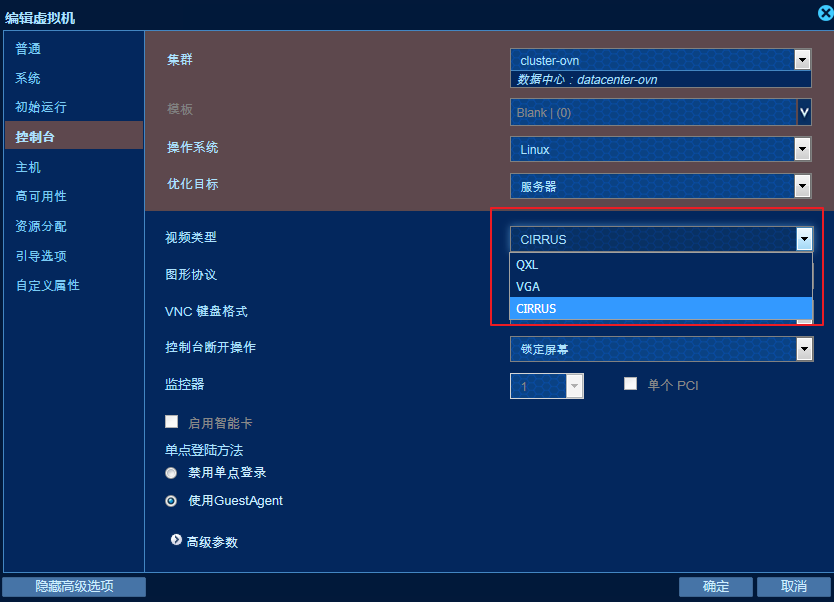 编辑虚拟机
普通
系统
初始运行
控制台
主机
高可用性
资源分配
引导选项
自定义属性
集群
cluster-ovn
数据中心：datacenter-ovn
模板
Blank | (0)
操作系统
Linux
优化目标
服务器
视频类型
CIRRUS
QXL
VGA
CIRRUS
图形协议
VNC 键盘格式
控制台断开操作
锁定屏幕
监控器
1
单个 PCI
启用智能卡
单点登陆方法
禁用单点登录
使用GuestAgent
高级参数
隐藏高级选项
确定
取消